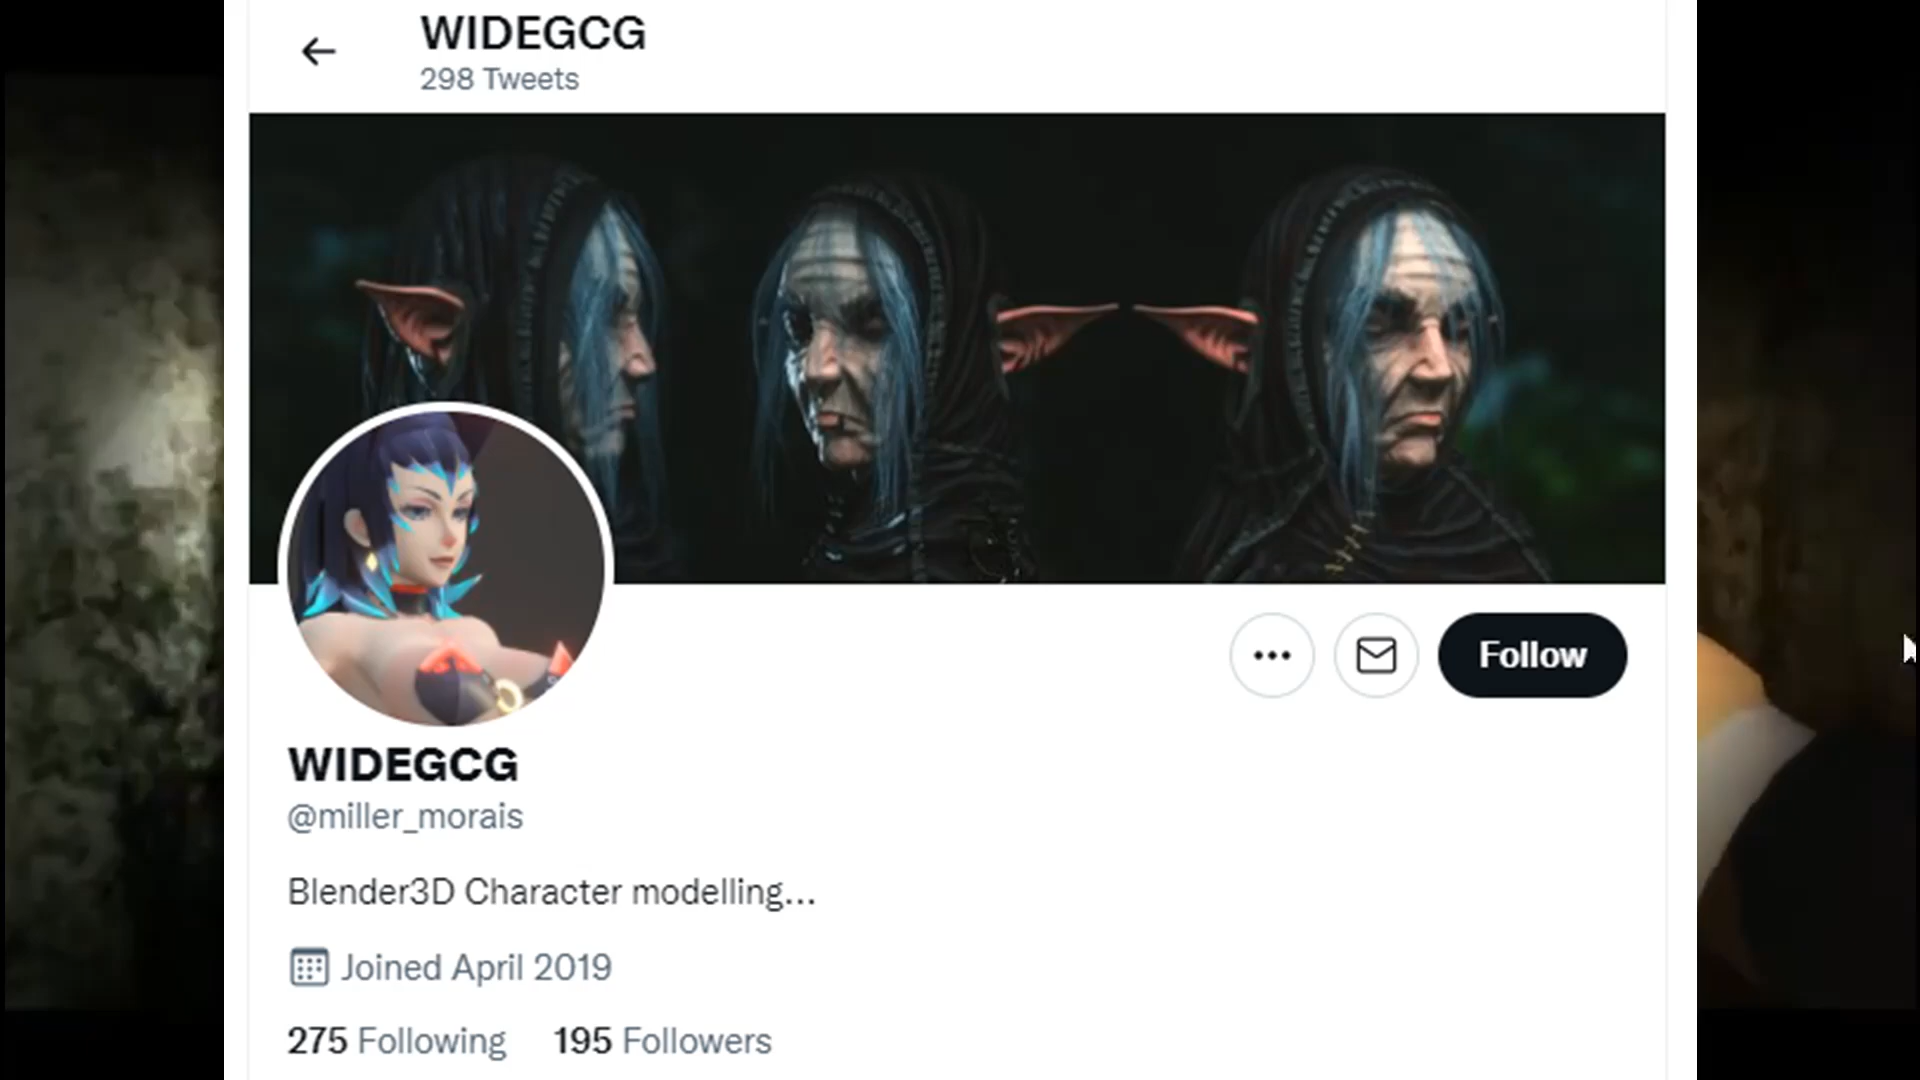 WIDEGCG
298 Tweets
Follow
WIDEGCG
@miller_morais
Blender3D Character modelling...
Joined April 2019
275 Following 195 Followers